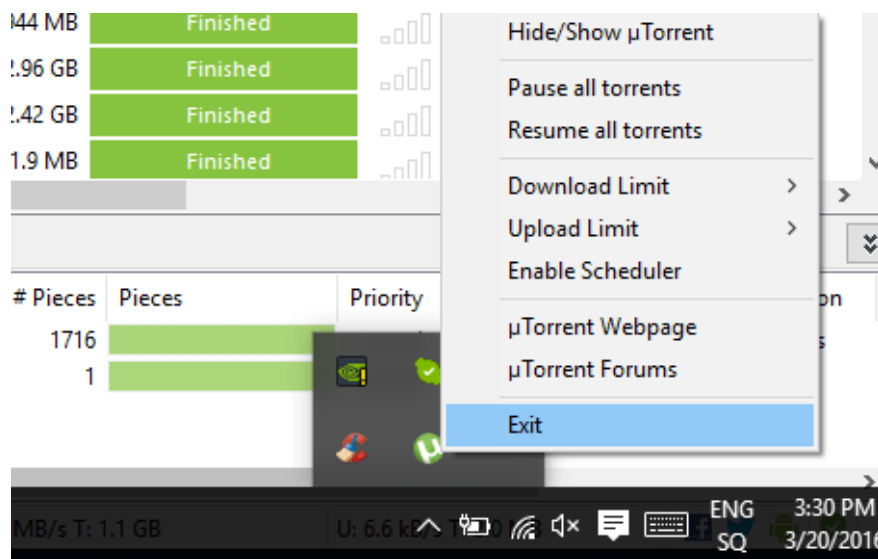 944 MB Finished
2.96 GB Finished
2.42 GB Finished
1.9 MB Finished
Hide/Show µTorrent
Pause all torrents
Resume all torrents
Download Limit
Upload Limit
Enable Scheduler
µTorrent Webpage
µTorrent Forums
Exit
# Pieces Pieces Priority
1716
1
MB/s T: 1.1 GB U: 6.6 kB/s
ENG
SQ
3:30 PM
3/20/2016